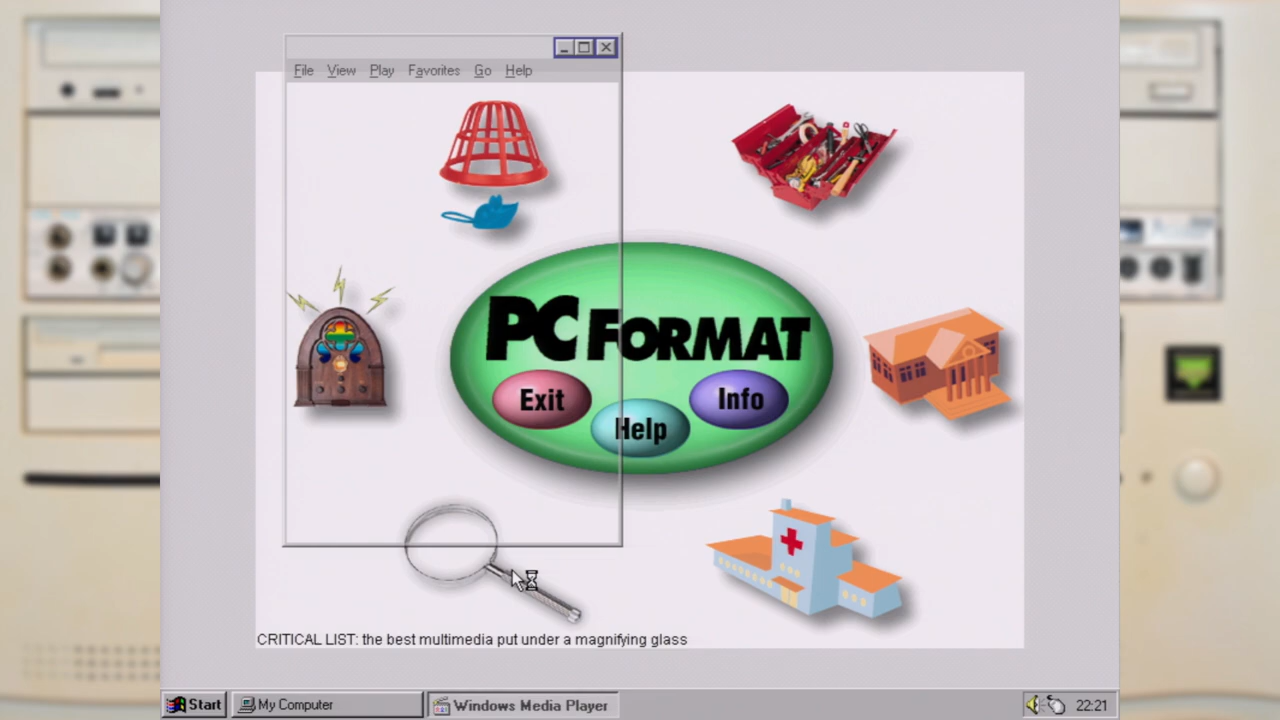 File View Play Favorites Go Help
PC FORMAT
Exit
Help
Info
CRITICAL LIST: the best multimedia put under a magnifying glass
Start
My Computer
Windows Media Player
22:21